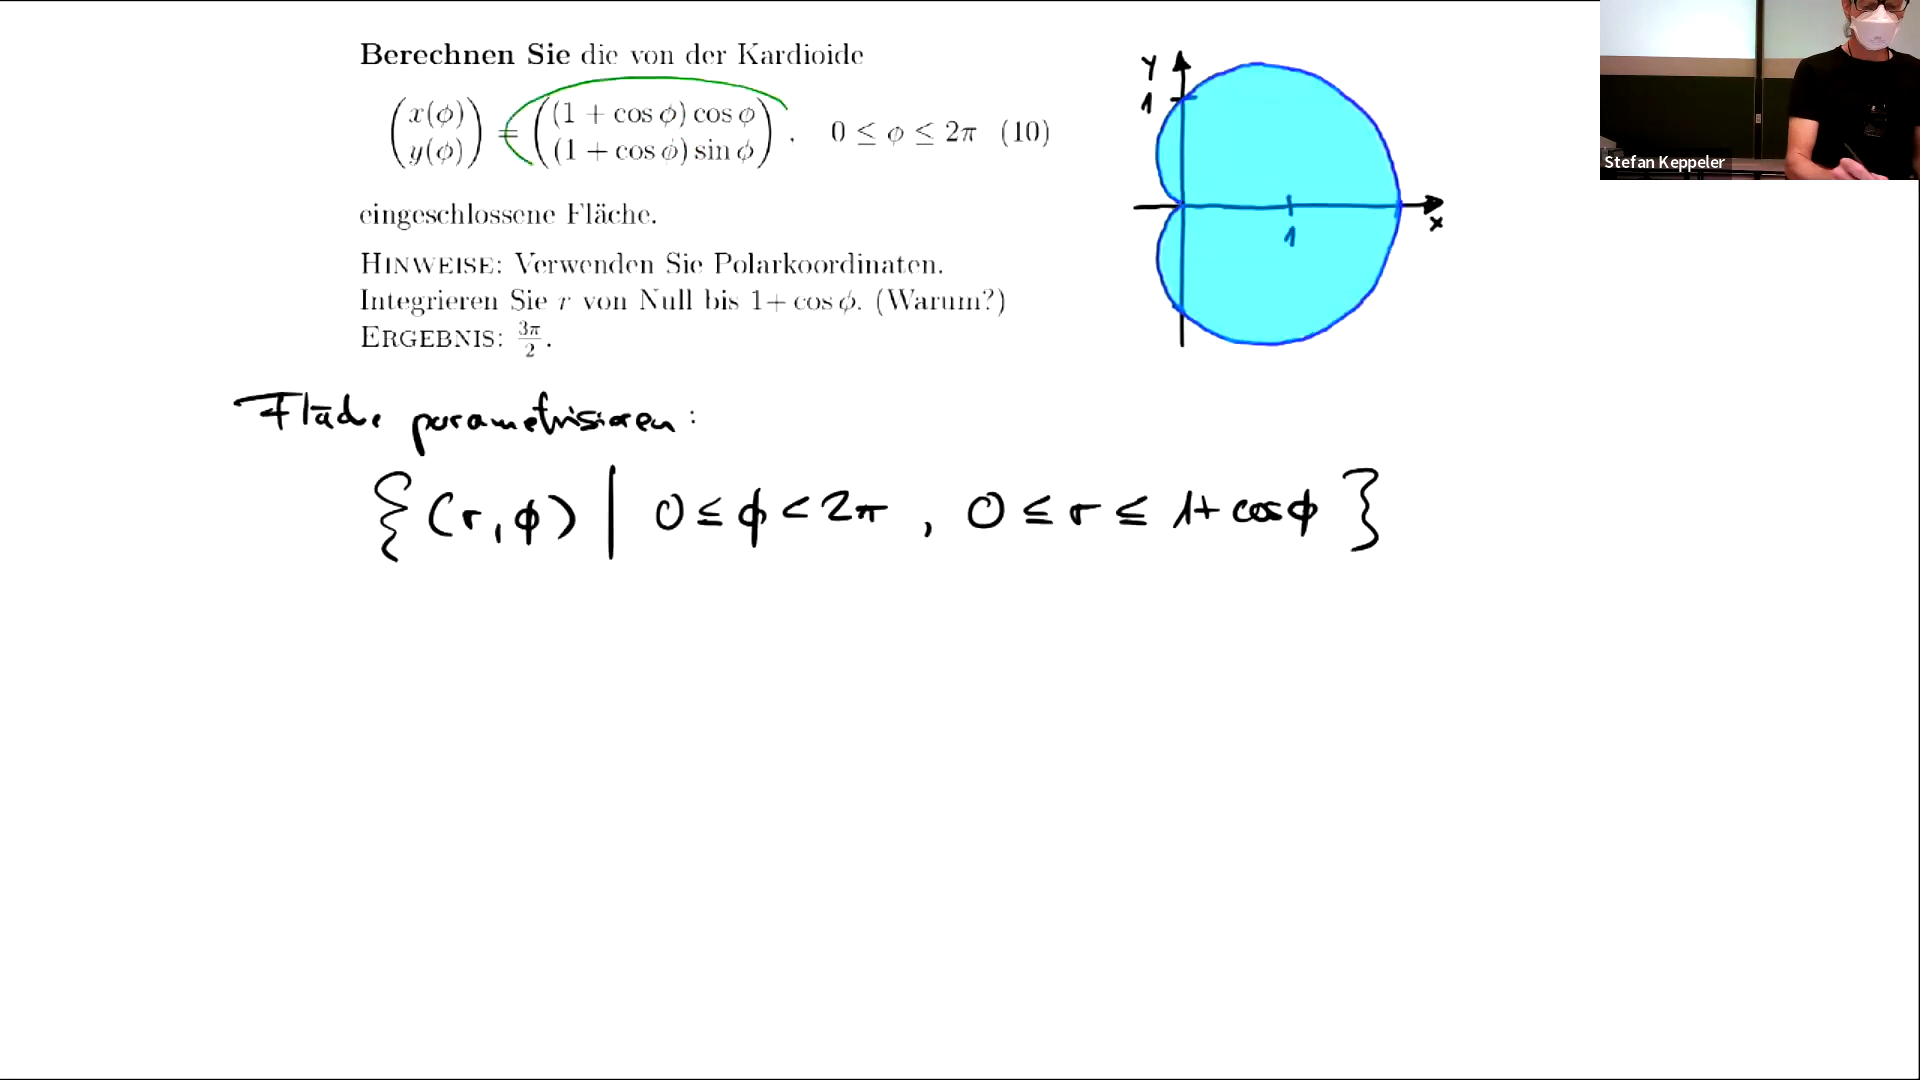 Berechnen Sie die von der Kardioide
(x(ϕ) y(ϕ)) = ((1 + cos ϕ) cos ϕ (1 + cos ϕ) sin ϕ) , 0 ≤ ϕ ≤ 2π (10)
eingeschlossene Fläche.
HINWEISE: Verwenden Sie Polarkoordinaten.
Integrieren Sie r von Null bis 1 + cos ϕ. (Warum?)
ERGEBNIS: 3π/2.
y
1
1
x
Stefan Keppeler
Fläche parametrisieren:
{(r, ϕ) | 0 ≤ ϕ < 2π , 0 ≤ r ≤ 1 + cos ϕ}